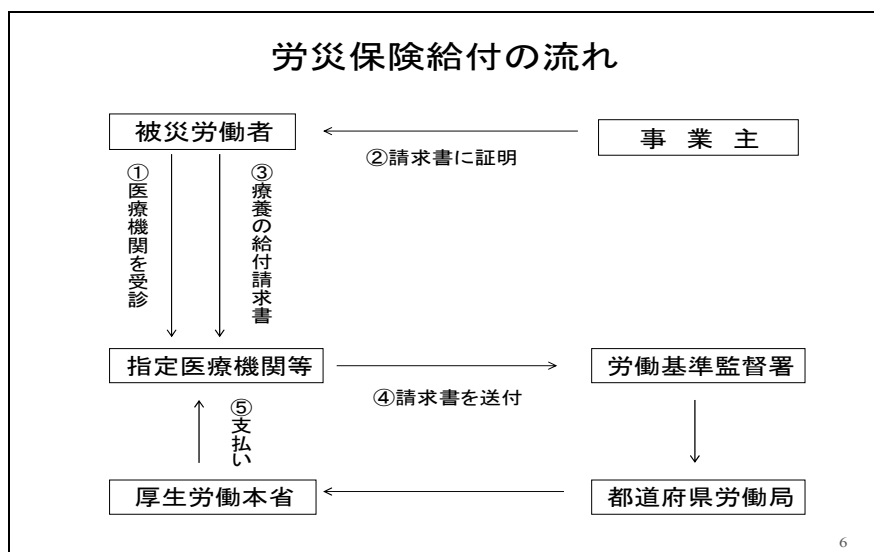 労災保険給付の流れ
被災労働者
事業主
②請求書に証明
①医療機関を受診
③療養の給付請求書
指定医療機関等
労働基準監督署
④請求書を送付
⑤支払い
厚生労働本省
都道府県労働局
6